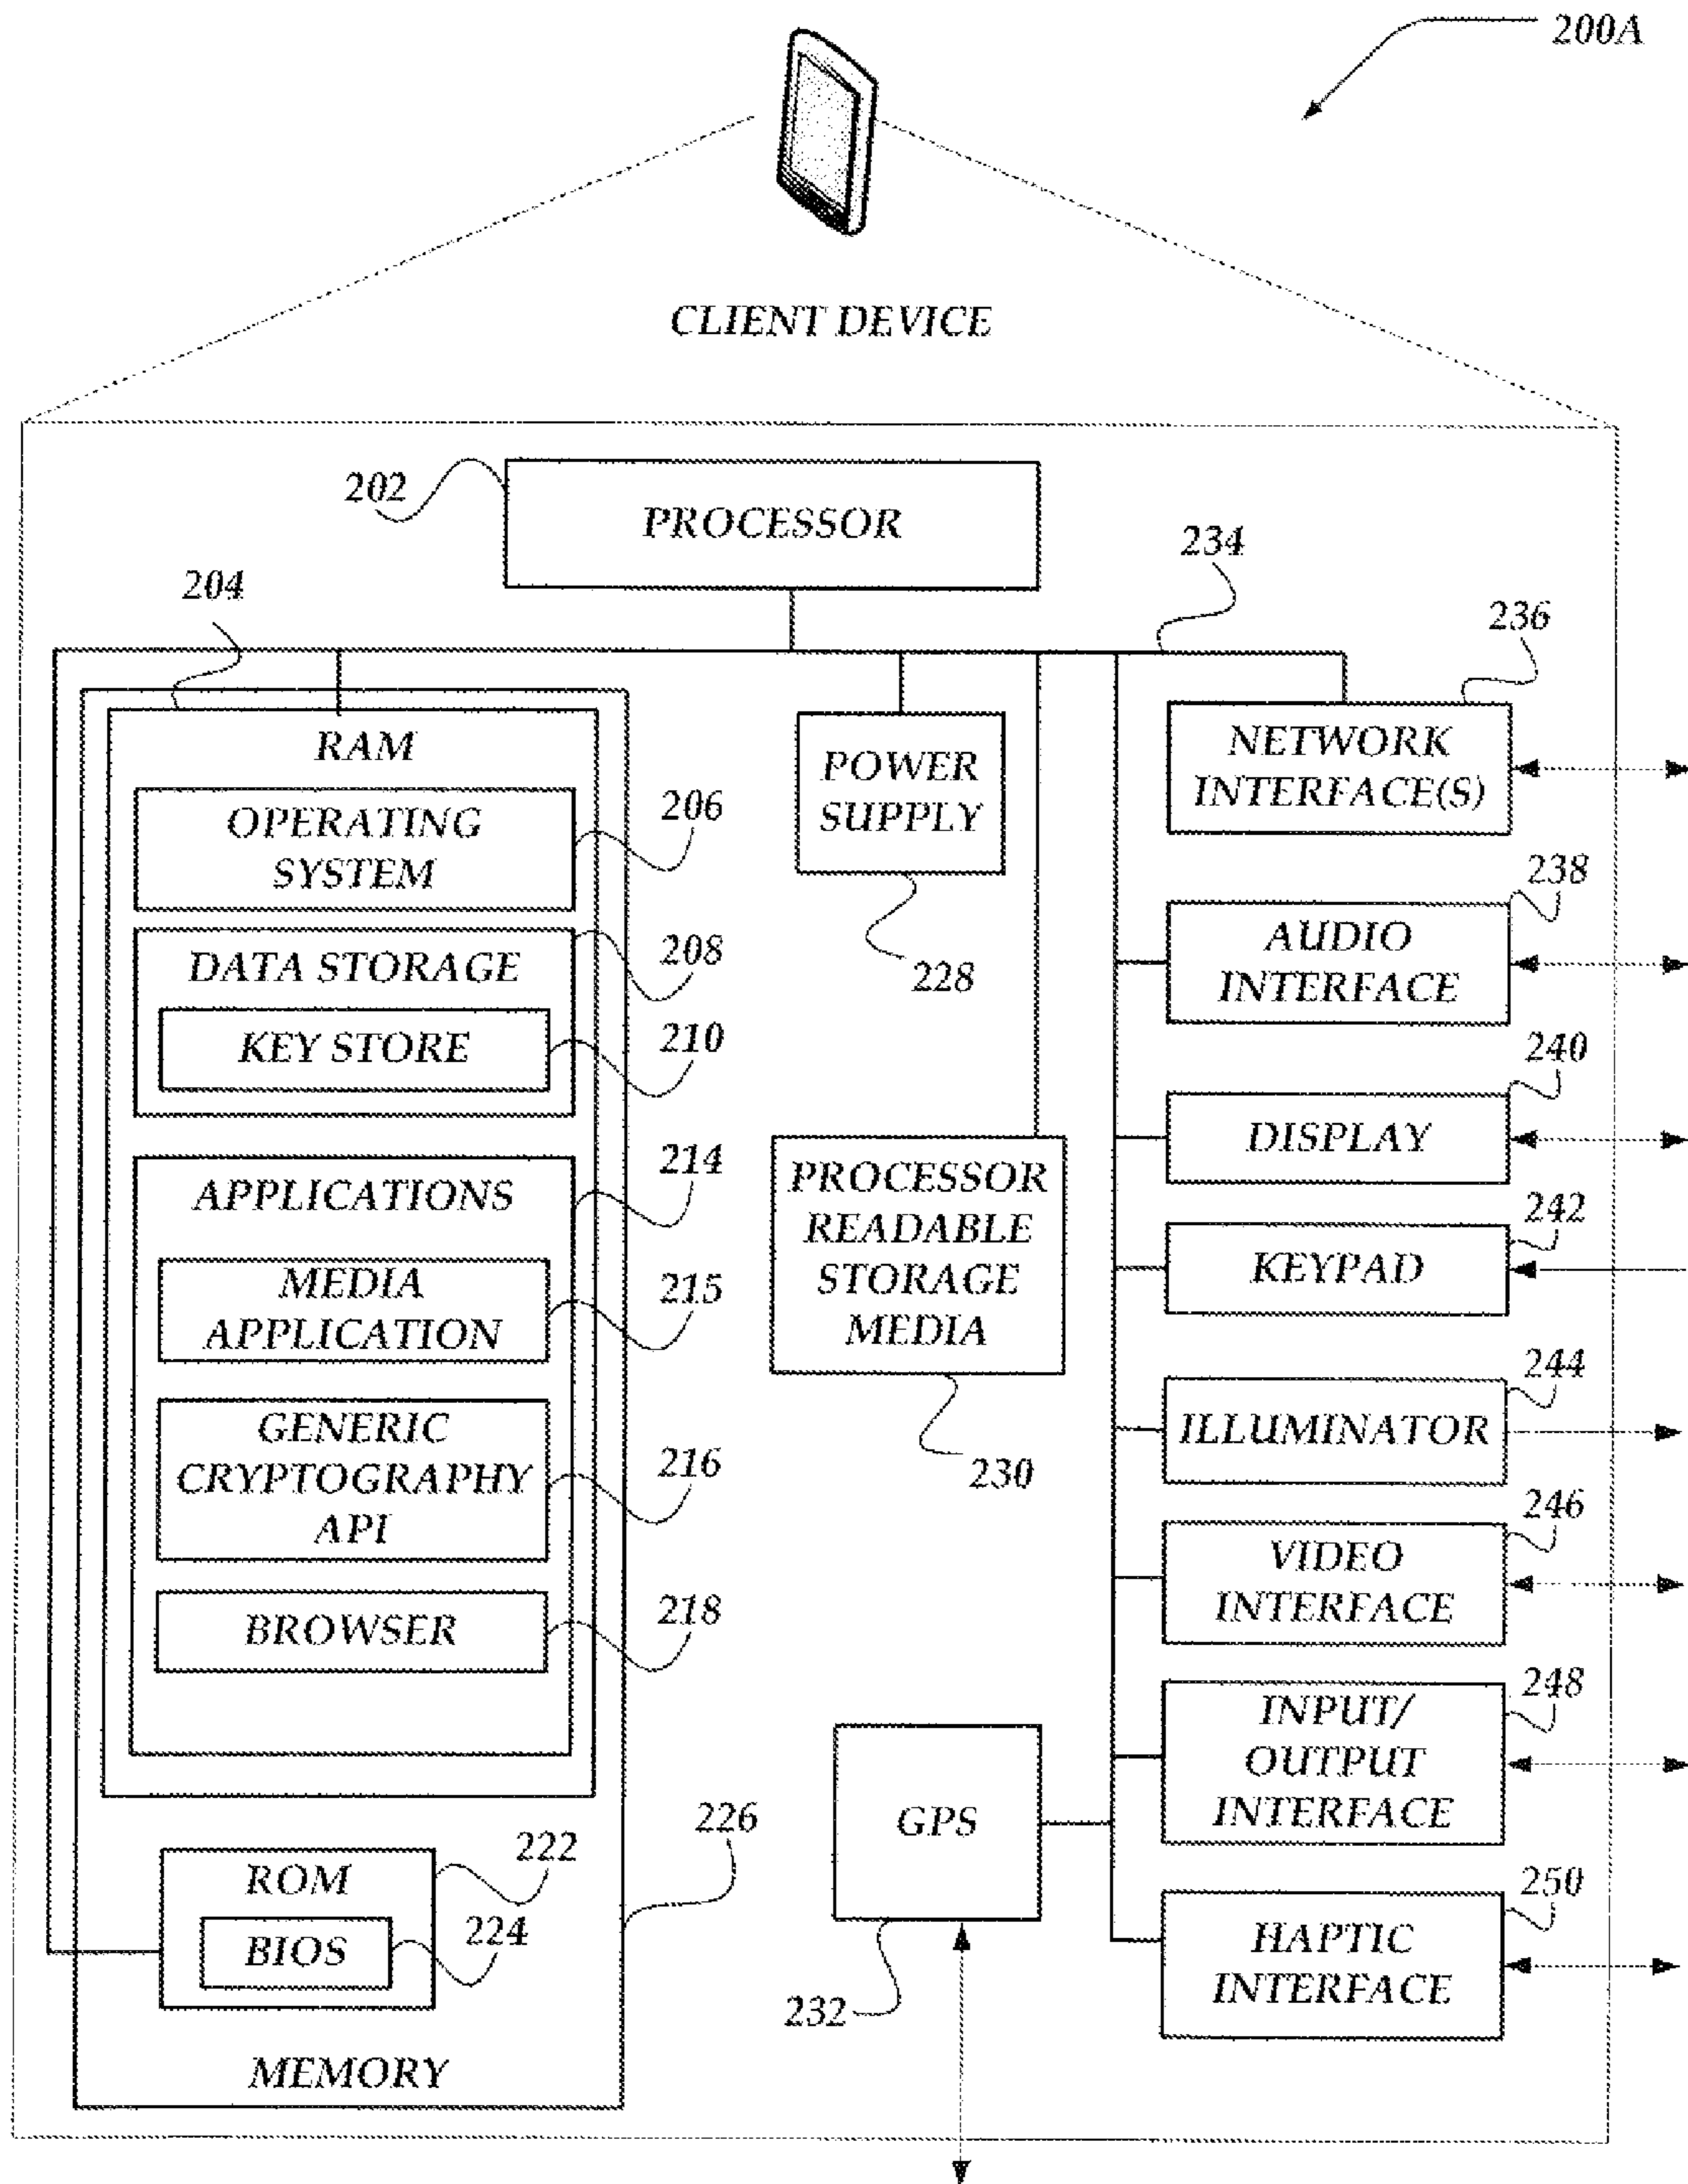 200A
CLIENT DEVICE
202
PROCESSOR
234
204
236
RAM
OPERATING
SYSTEM
206
DATA STORAGE
208
KEY STORE
210
APPLICATIONS
214
MEDIA
APPLICATION
215
GENERIC
CRYPTOGRAPHY
API
216
BROWSER
218
ROM
222
BIOS
224
226
MEMORY
POWER
SUPPLY
228
PROCESSOR
READABLE
STORAGE
MEDIA
230
GPS
232
NETWORK
INTERFACE(S)
238
AUDIO
INTERFACE
240
DISPLAY
242
KEYPAD
244
ILLUMINATOR
246
VIDEO
INTERFACE
248
INPUT/
OUTPUT
INTERFACE
250
HAPTIC
INTERFACE